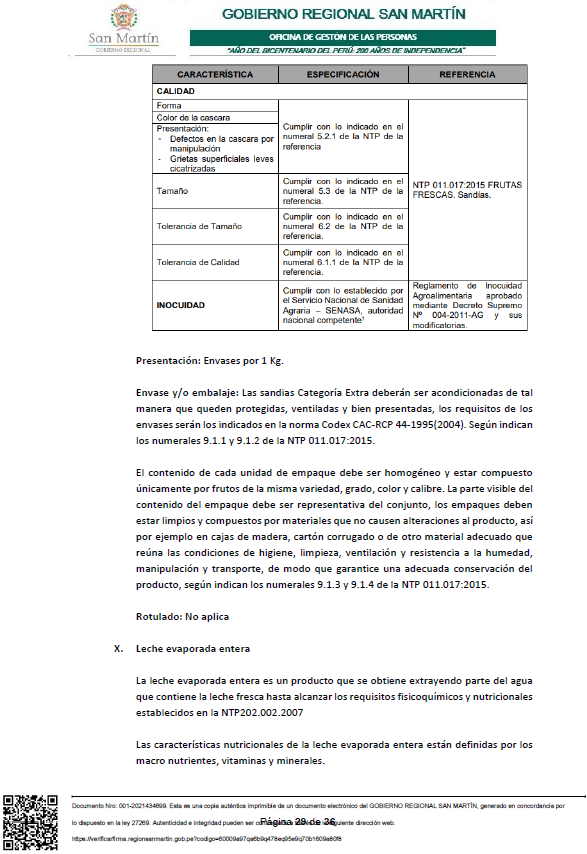 San Martín
GOBIERNO REGIONAL
GOBIERNO REGIONAL SAN MARTÍN
OFICINA DE GESTIÓN DE LAS PERSONAS
"AÑO DEL BICENTENARIO DEL PERÚ: 200 AÑOS DE INDEPENDENCIA"
CARACTERÍSTICA ESPECIFICACIÓN REFERENCIA
CALIDAD
Forma
Color de la cascara
Presentación:
- Defectos en la cascara por
manipulación
- Grietas superficiales leves
cicatrizadas
Cumplir con lo indicado en el
numeral 5.2.1 de la NTP de la
referencia
Tamaño
Cumplir con lo indicado en el
numeral 5.3 de la NTP de la
referencia.
Tolerancia de Tamaño
Cumplir con lo indicado en el
numeral 6.2 de la NTP de la
referencia.
Tolerancia de Calidad
Cumplir con lo indicado en el
numeral 6.1.1 de la NTP de la
referencia.
NTP 011.017:2015 FRUTAS
FRESCAS. Sandías.
INOCUIDAD
Cumplir con lo establecido por
el Servicio Nacional de Sanidad
Agraria – SENASA, autoridad
nacional competente¹
Reglamento de Inocuidad
Agroalimentaria aprobado
mediante Decreto Supremo
Nº 004-2011-AG y sus
modificatorias.
Presentación: Envases por 1 Kg.
Envase y/o embalaje: Las sandias Categoría Extra deberán ser acondicionadas de tal
manera que queden protegidas, ventiladas y bien presentadas, los requisitos de los
envases serán los indicados en la norma Codex CAC-RCP 44-1995(2004). Según indican
los numerales 9.1.1 y 9.1.2 de la NTP 011.017:2015.
El contenido de cada unidad de empaque debe ser homogéneo y estar compuesto
únicamente por frutos de la misma variedad, grado, color y calibre. La parte visible del
contenido del empaque debe ser representativa del conjunto, los empaques deben
estar limpios y compuestos por materiales que no causen alteraciones al producto, así
por ejemplo en cajas de madera, cartón corrugado o de otro material adecuado que
reúna las condiciones de higiene, limpieza, ventilación y resistencia a la humedad,
manipulación y transporte, de modo que garantice una adecuada conservación del
producto, según indican los numerales 9.1.3 y 9.1.4 de la NTP 011.017:2015.
Rotulado: No aplica
X. Leche evaporada entera
La leche evaporada entera es un producto que se obtiene extrayendo parte del agua
que contiene la leche fresca hasta alcanzar los requisitos fisicoquímicos y nutricionales
establecidos en la NTP202.002.2007
Las características nutricionales de la leche evaporada entera están definidas por los
macro nutrientes, vitaminas y minerales.
Documento Nro: 001-2021434699. Esta es una copia auténtica imprimible de un documento electrónico del GOBIERNO REGIONAL SAN MARTÍN, generado en concordancia por
lo dispuesto en la ley 27269. Autenticidad e integridad pueden ser siguiente dirección web.
Página 29 de 36
https://verificarfirma.regionsanmartin.gob.pe?codigo=60009a97qa6b9q478eq95e9q70b1609a80f8